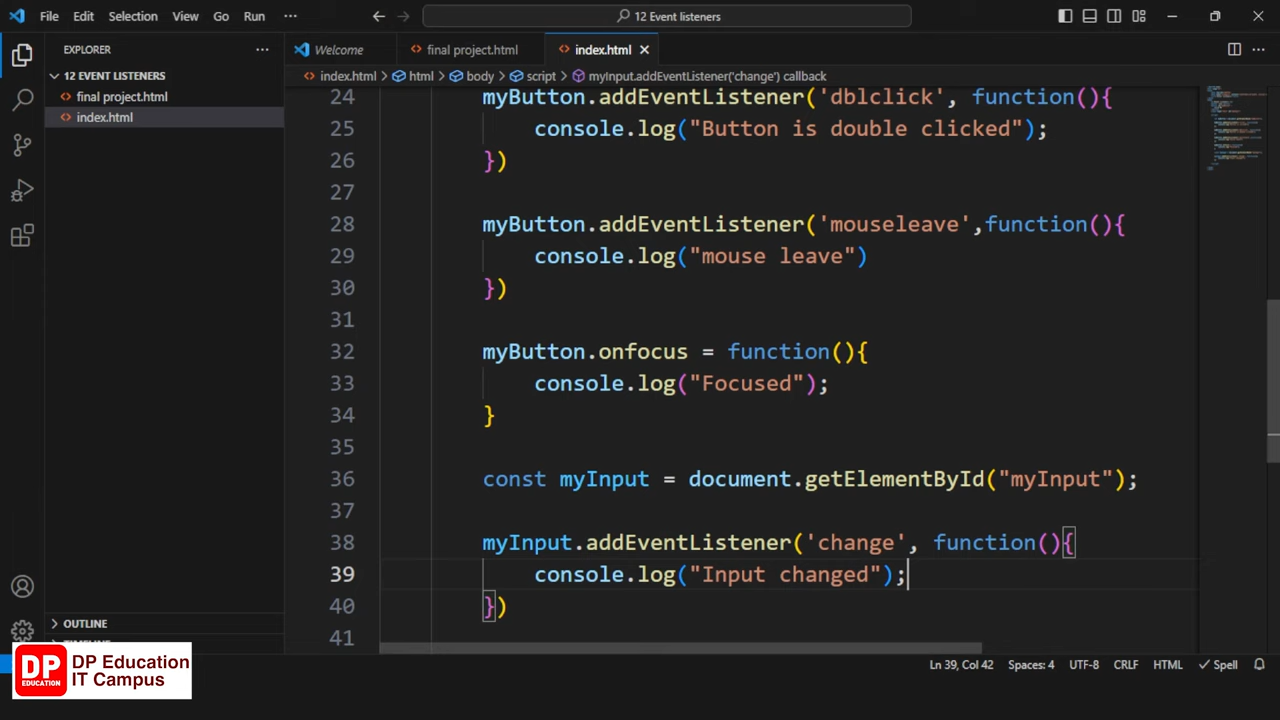 File Edit Selection View Go Run ··· 12 Event listeners
EXPLORER ···
12 EVENT LISTENERS
final project.html
index.html
OUTLINE
Welcome final project.html index.html
index.html > html > body > script > myInput.addEventListener('change') callback
24 myButton.addEventListener('dblclick', function(){
25 console.log("Button is double clicked");
26 })
27
28 myButton.addEventListener('mouseleave',function(){
29 console.log("mouse leave")
30 })
31
32 myButton.onfocus = function(){
33 console.log("Focused");
34 }
35
36 const myInput = document.getElementById("myInput");
37
38 myInput.addEventListener('change', function(){
39 console.log("Input changed");
40 })
41
DP EDUCATION
DP Education
IT Campus
Ln 39, Col 42 Spaces: 4 UTF-8 CRLF HTML Spell